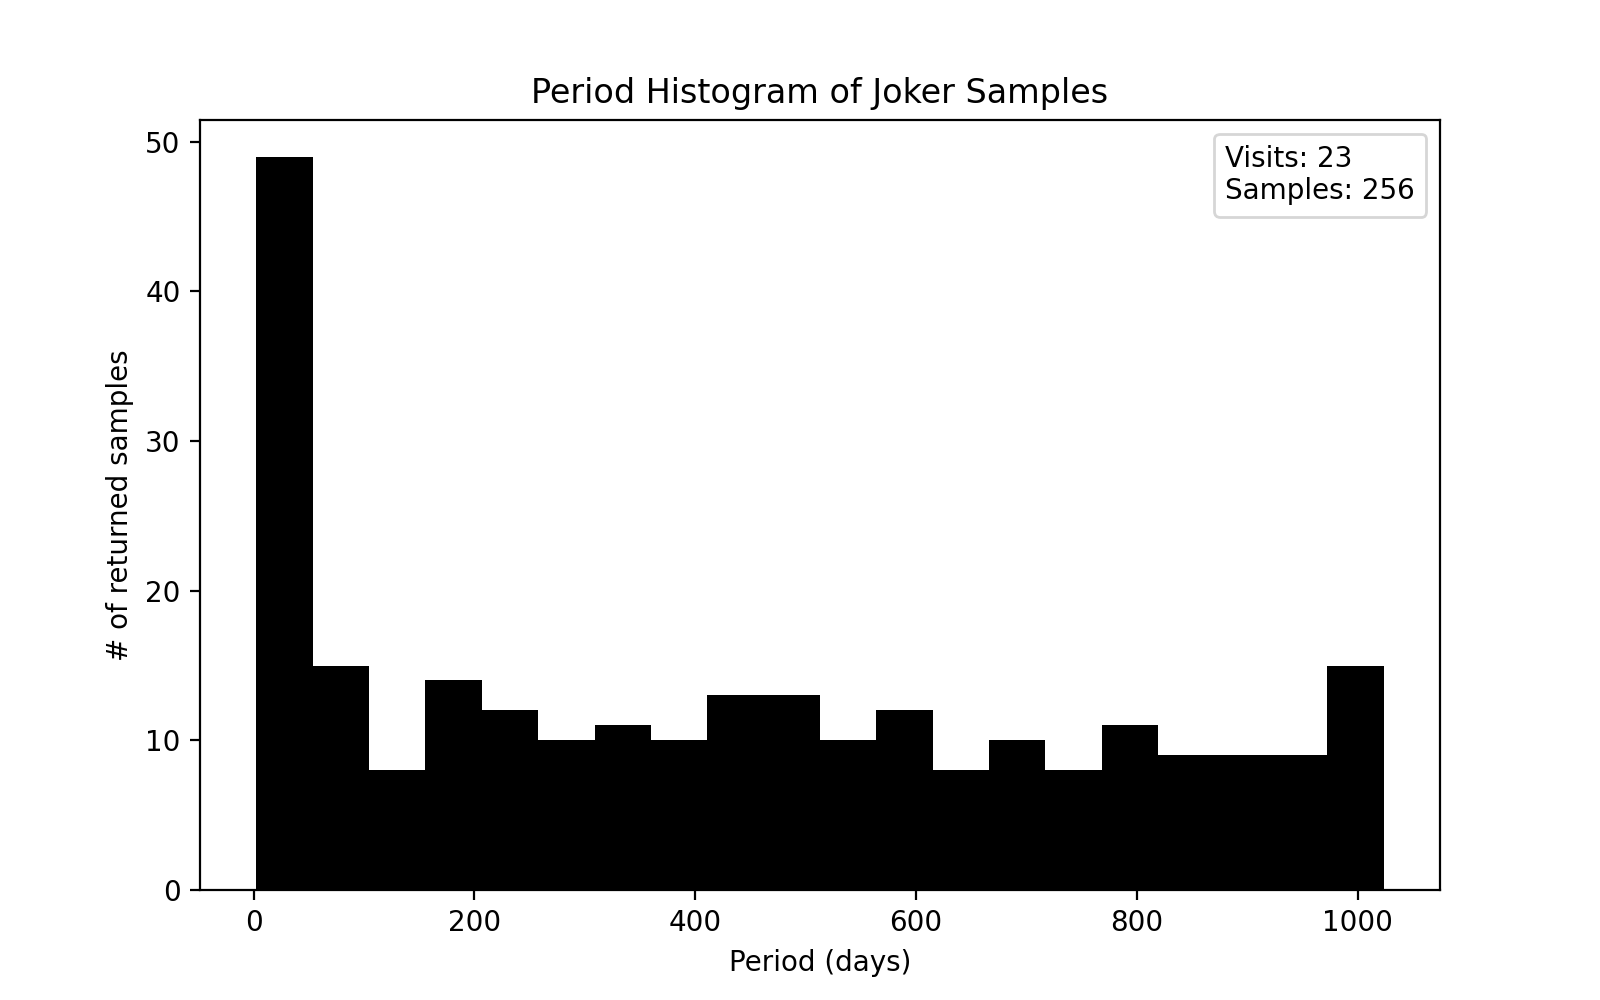 Period Histogram of Joker Samples
Visits: 23
Samples: 256
50
40
30
20
10
0
# of returned samples
0 200 400 600 800 1000
Period (days)